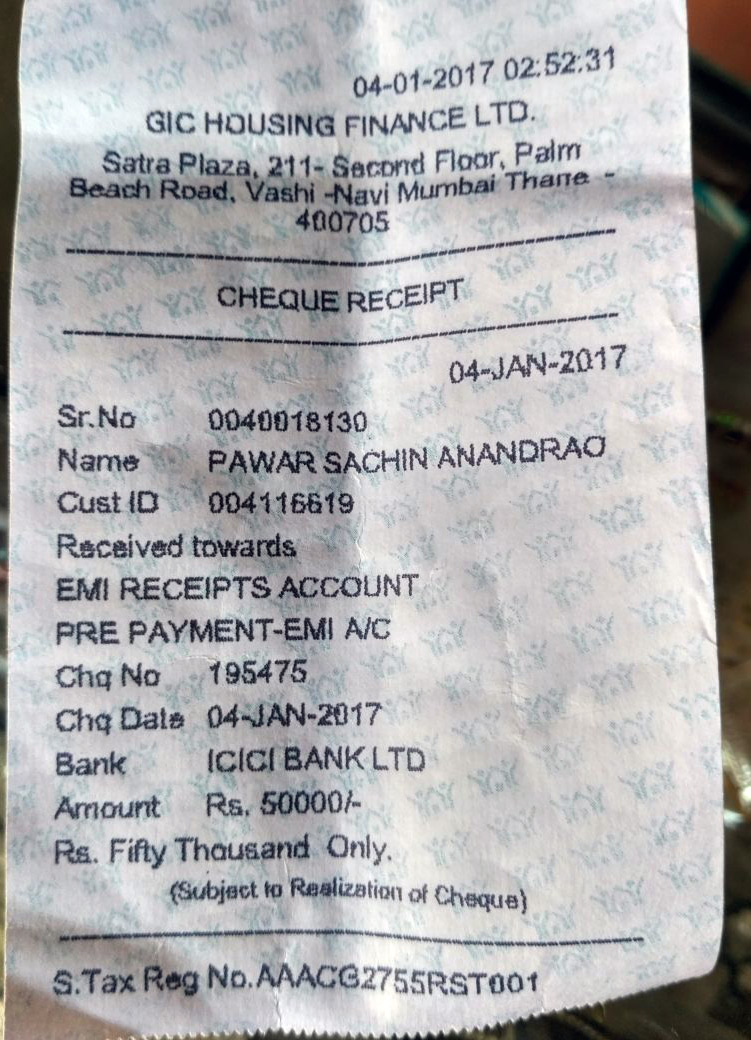 04-01-2017 02:52:31
GIC HOUSING FINANCE LTD.
Satra Plaza, 211- Second Floor, Palm
Beach Road, Vashi -Navi Mumbai Thane -
400705
CHEQUE RECEIPT
04-JAN-2017
Sr.No 0040018130
Name PAWAR SACHIN ANANDRAO
Cust ID 004116619
Received towards
EMI RECEIPTS ACCOUNT
PRE PAYMENT-EMI A/C
Chq No 195475
Chq Date 04-JAN-2017
Bank ICICI BANK LTD
Amount Rs. 50000/-
Rs. Fifty Thousand Only.
(Subject to Realization of Cheque)
S.Tax Reg No.AAACG2755RST001